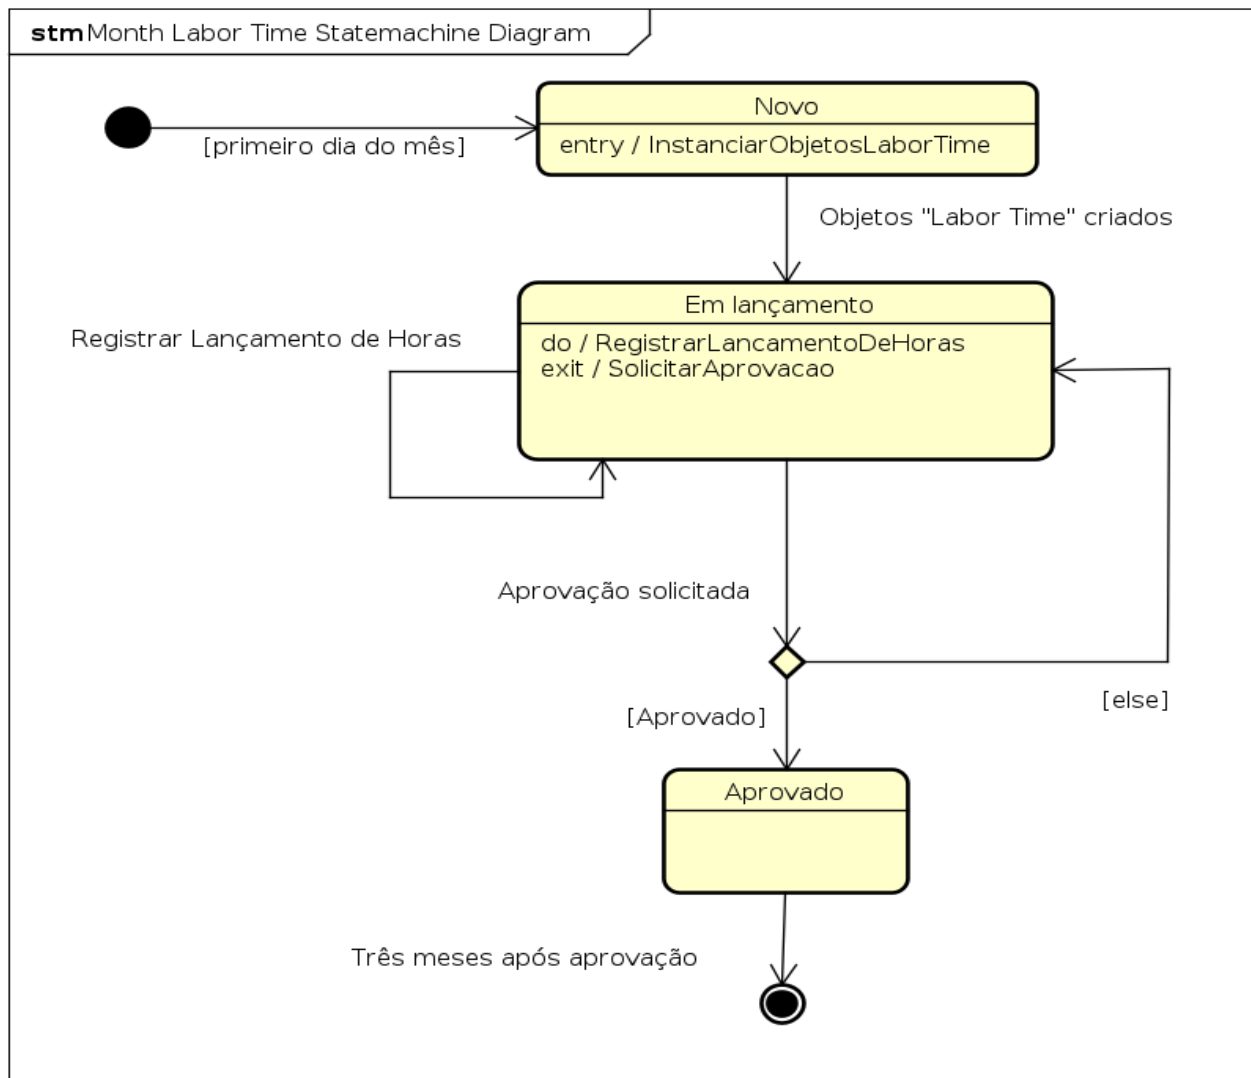 stm Month Labor Time Statemachine Diagram
Novo
entry / InstanciarObjetosLaborTime
[primeiro dia do mês]
Objetos "Labor Time" criados
Em lançamento
do / RegistrarLancamentoDeHoras
exit / SolicitarAprovacao
Registrar Lançamento de Horas
Aprovação solicitada
[else]
[Aprovado]
Aprovado
Três meses após aprovação